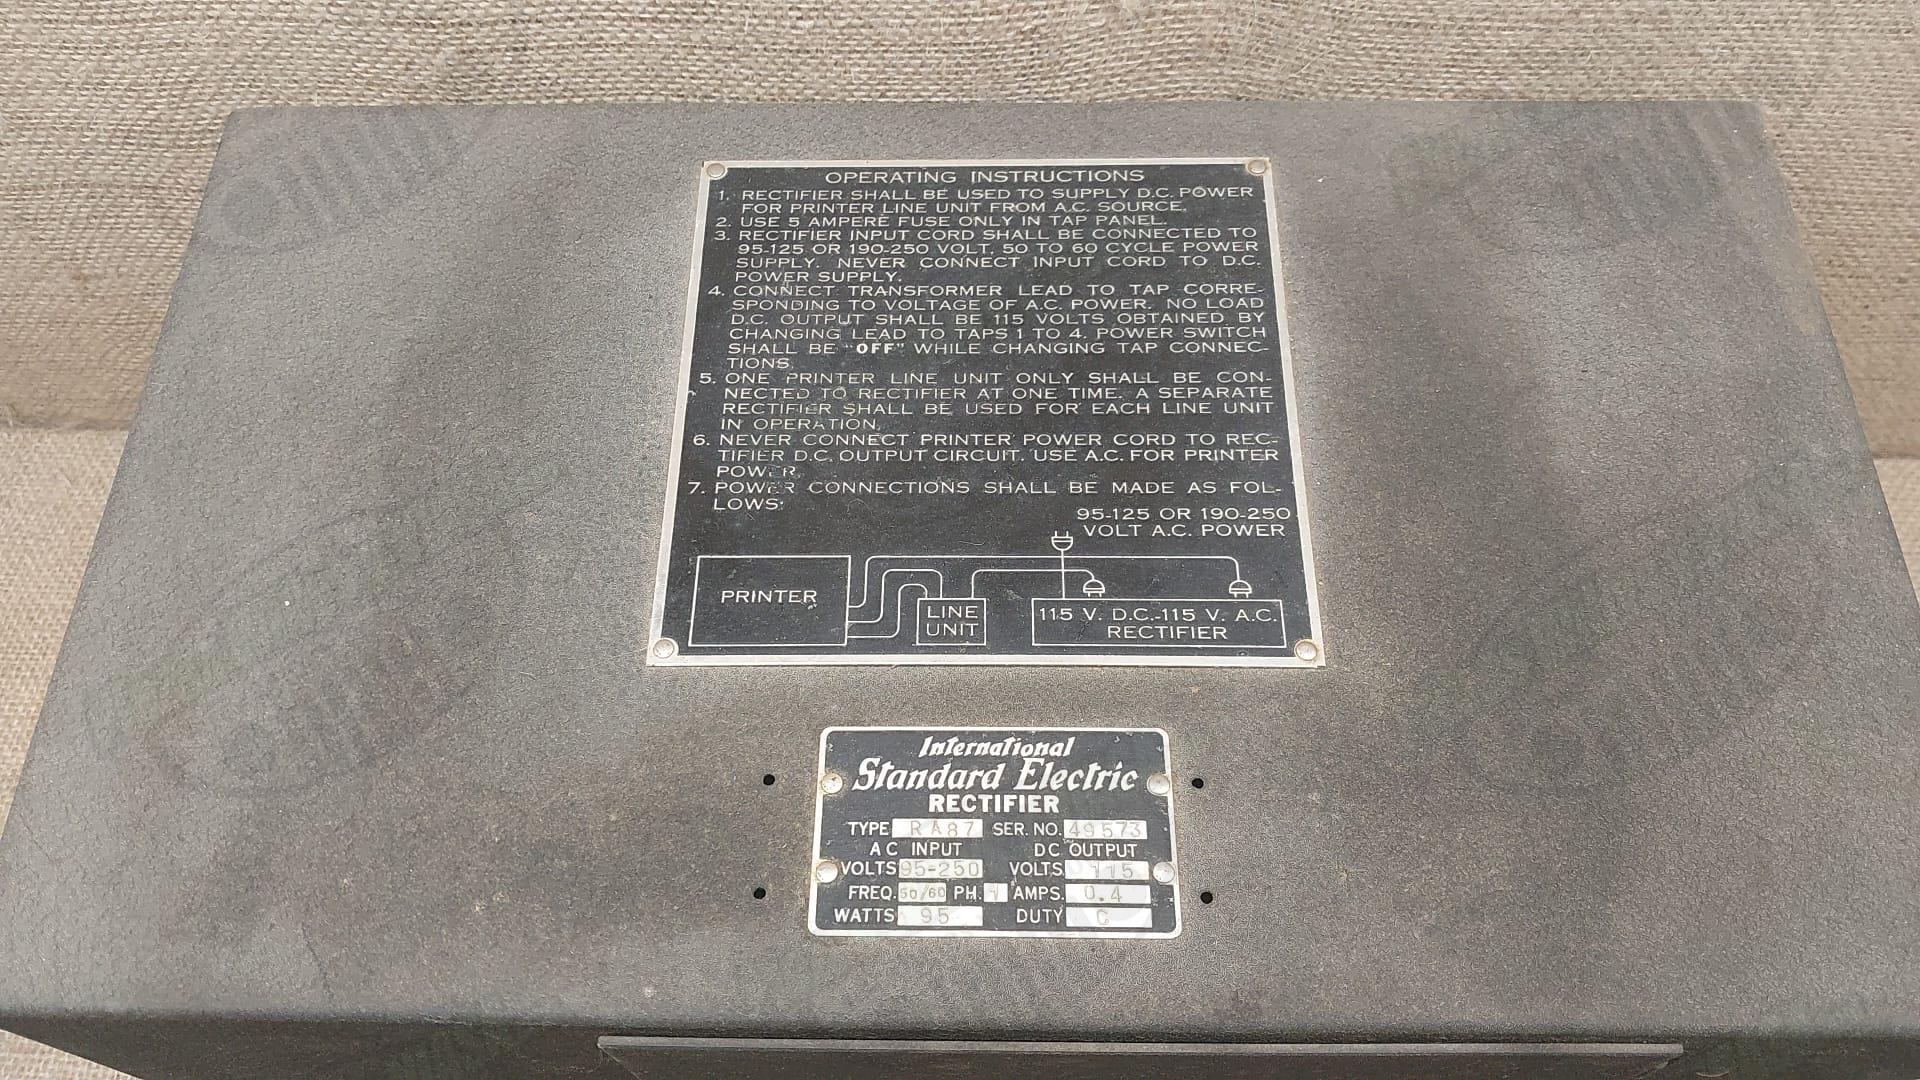 OPERATING INSTRUCTIONS
1. RECTIFIER SHALL BE USED TO SUPPLY D.C. POWER
FOR PRINTER LINE UNIT FROM A.C. SOURCE.
2. USE 5 AMPERE FUSE ONLY IN TAP PANEL.
3. RECTIFIER INPUT CORD SHALL BE CONNECTED TO
95-125 OR 190-250 VOLT, 50 TO 60 CYCLE POWER
SUPPLY. NEVER CONNECT INPUT CORD TO D.C.
POWER SUPPLY.
4. CONNECT TRANSFORMER LEAD TO TAP CORRE-
SPONDING TO VOLTAGE OF A.C. POWER. NO LOAD
D.C. OUTPUT SHALL BE 115 VOLTS OBTAINED BY
CHANGING LEAD TO TAPS 1 TO 4. POWER SWITCH
SHALL BE "OFF" WHILE CHANGING TAP CONNEC-
TIONS.
5. ONE PRINTER LINE UNIT ONLY SHALL BE CON-
NECTED TO RECTIFIER AT ONE TIME. A SEPARATE
RECTIFIER SHALL BE USED FOR EACH LINE UNIT
IN OPERATION.
6. NEVER CONNECT PRINTER POWER CORD TO REC-
TIFIER D.C. OUTPUT CIRCUIT. USE A.C. FOR PRINTER
POWER.
7. POWER CONNECTIONS SHALL BE MADE AS FOL-
LOWS:
95-125 OR 190-250
VOLT A.C. POWER
PRINTER
LINE
UNIT
115 V. D.C.-115 V. A.C.
RECTIFIER
International
Standard Electric
RECTIFIER
TYPE RA87 SER. NO. 49573
AC INPUT DC OUTPUT
VOLTS 95-250 VOLTS 115
FREQ. 50/60 PH. 1 AMPS. 0.4
WATTS 95 DUTY C